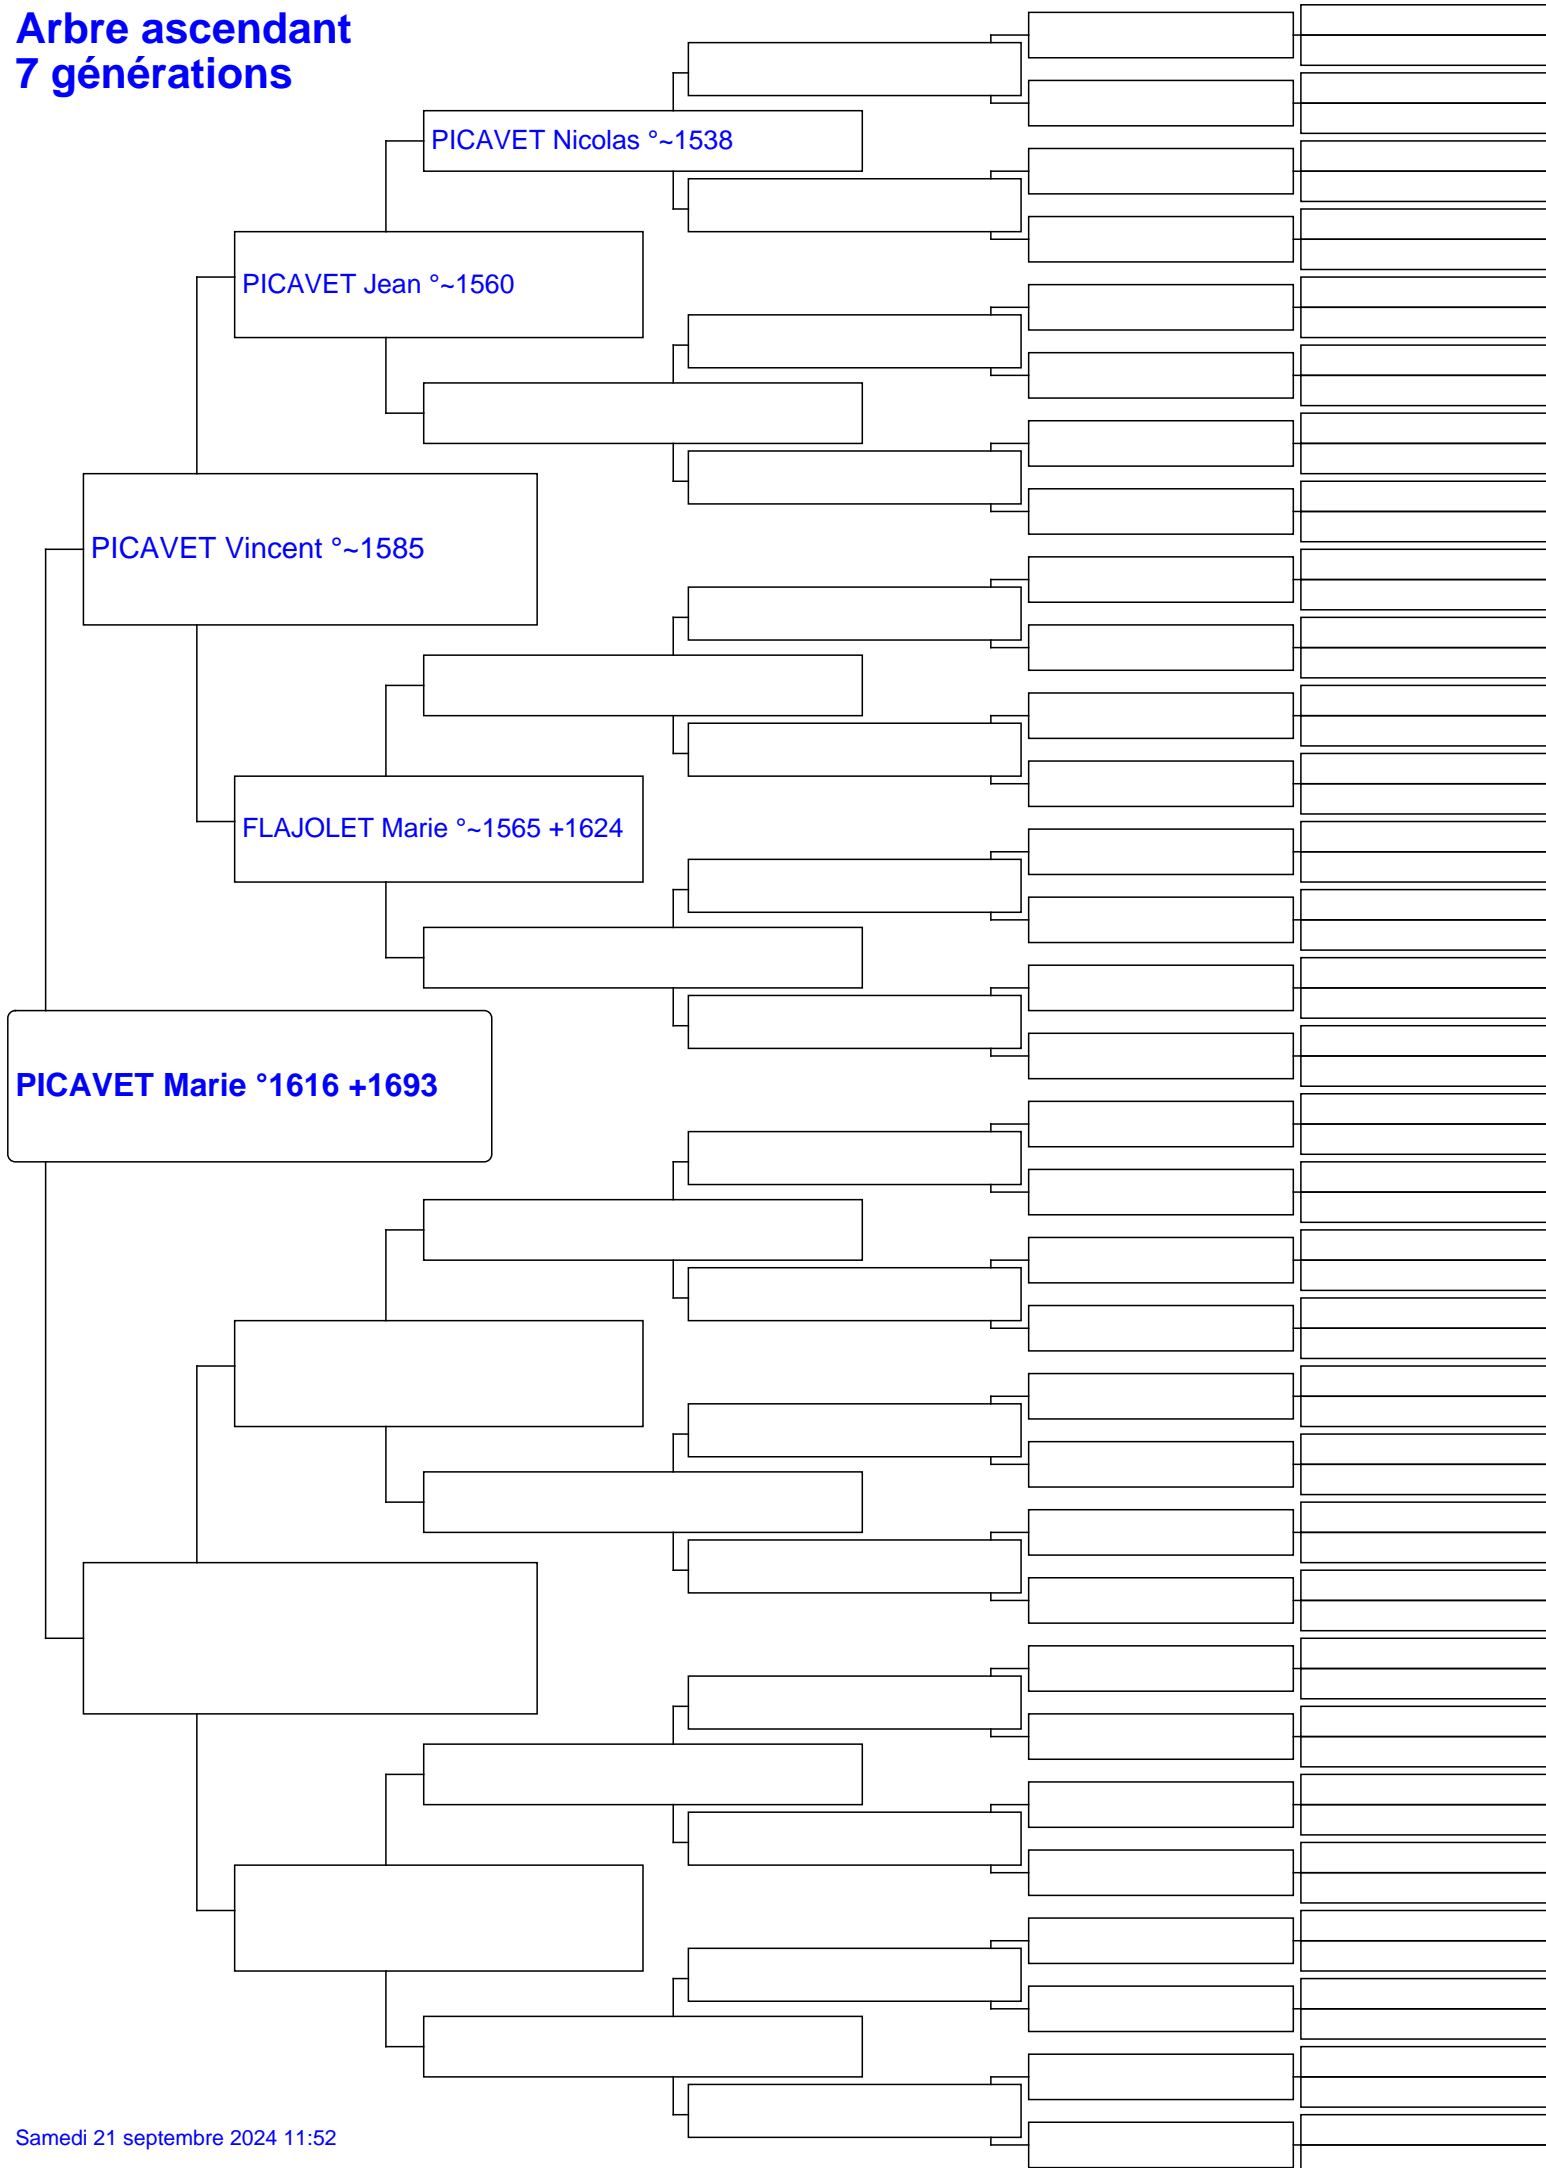 Arbre ascendant
7 générations
PICAVET Nicolas °~1538
PICAVET Jean °~1560
PICAVET Vincent °~1585
FLAJOLET Marie °~1565 +1624
PICAVET Marie °1616 +1693
Samedi 21 septembre 2024 11:52